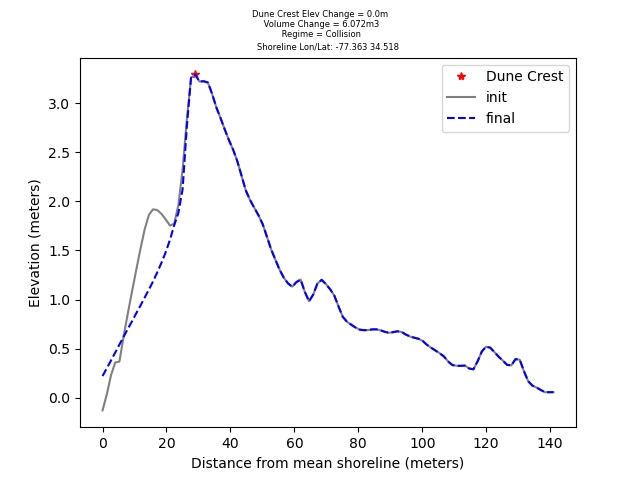 Dune Crest Elev Change = 0.0m
Volume Change = 6.072m3
Regime = Collision
Shoreline Lon/Lat: -77.363 34.518
Dune Crest
init
final
3.0
2.5
2.0
1.5
1.0
0.5
0.0
Elevation (meters)
0 20 40 60 80 100 120 140
Distance from mean shoreline (meters)